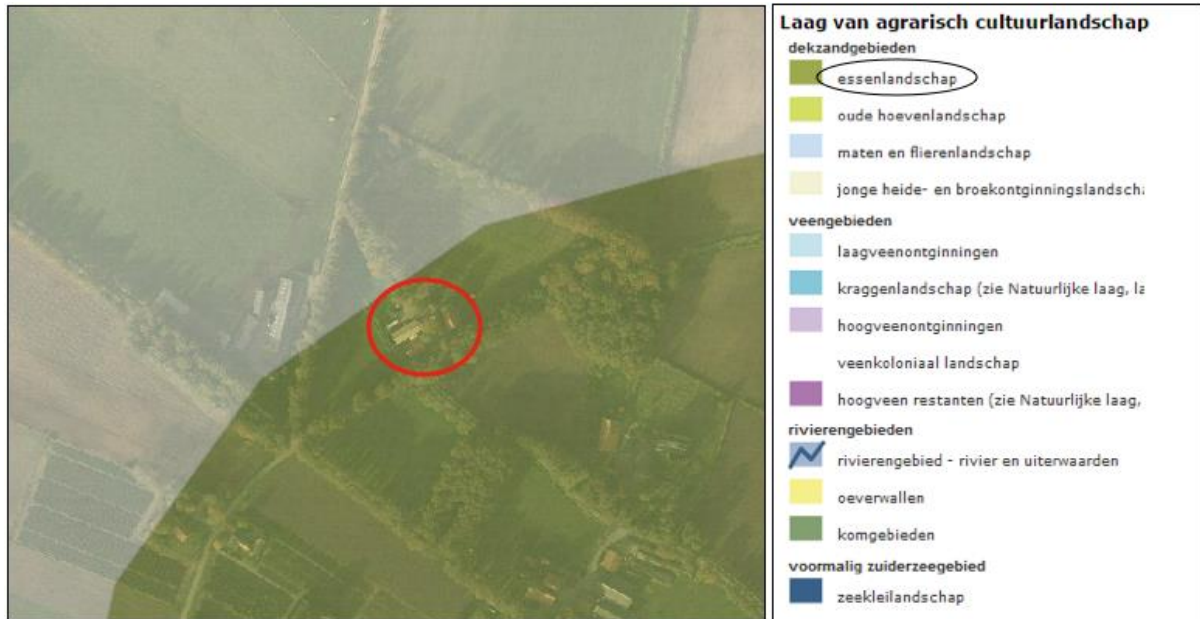 Laag van agrarisch cultuurlandschap
dekzandgebieden
essenlandschap
oude hoevenlandschap
maten en flierenlandschap
jonge heide- en broekontginningslandscha
veengebieden
laagveenontginningen
kraggenlandschap (zie Natuurlijke laag, la
hoogveenontginningen
veenkoloniaal landschap
hoogveen restanten (zie Natuurlijke laag,
rivierengebieden
rivierengebied - rivier en uiterwaarden
oeverwallen
komgebieden
voormalig zuiderzeegebied
zeekleilandschap